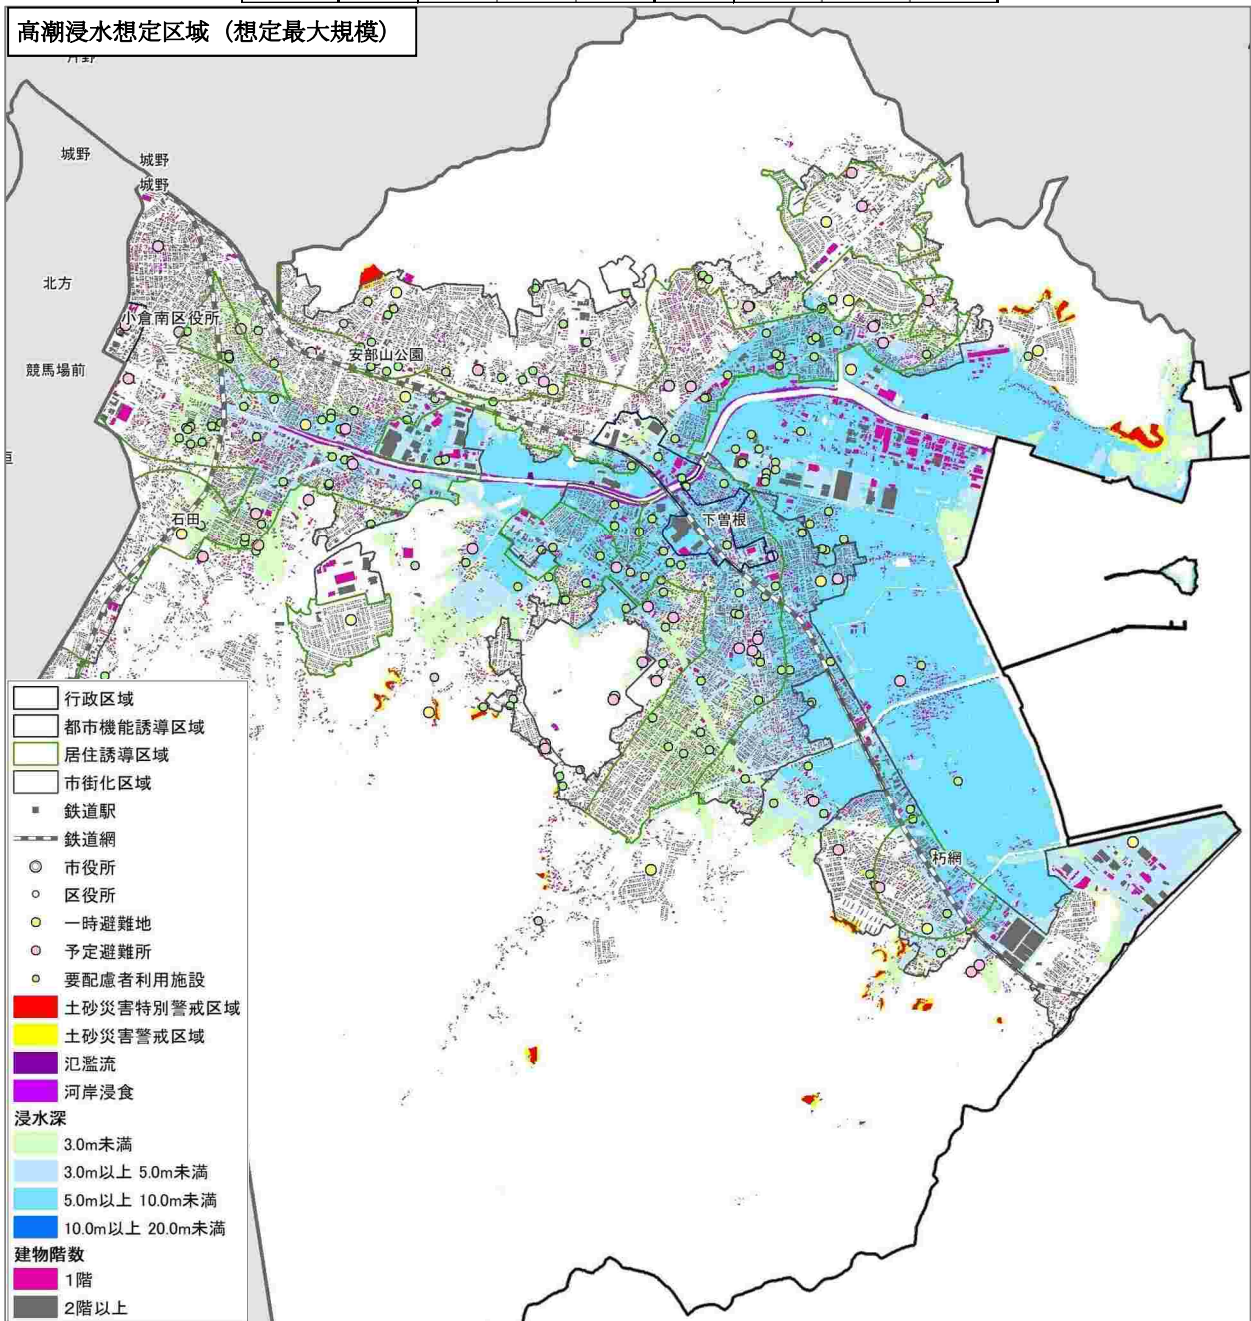 高潮浸水想定区域（想定最大規模）
片野
城野
城野
城野
北方
小倉南区役所
安部山公園
競馬場前
石田
下曽根
朽網
行政区域
都市機能誘導区域
居住誘導区域
市街化区域
鉄道駅
鉄道網
市役所
区役所
一時避難地
予定避難所
要配慮者利用施設
土砂災害特別警戒区域
土砂災害警戒区域
氾濫流
河岸浸食
浸水深
3.0m未満
3.0m以上 5.0m未満
5.0m以上 10.0m未満
10.0m以上 20.0m未満
建物階数
1階
2階以上